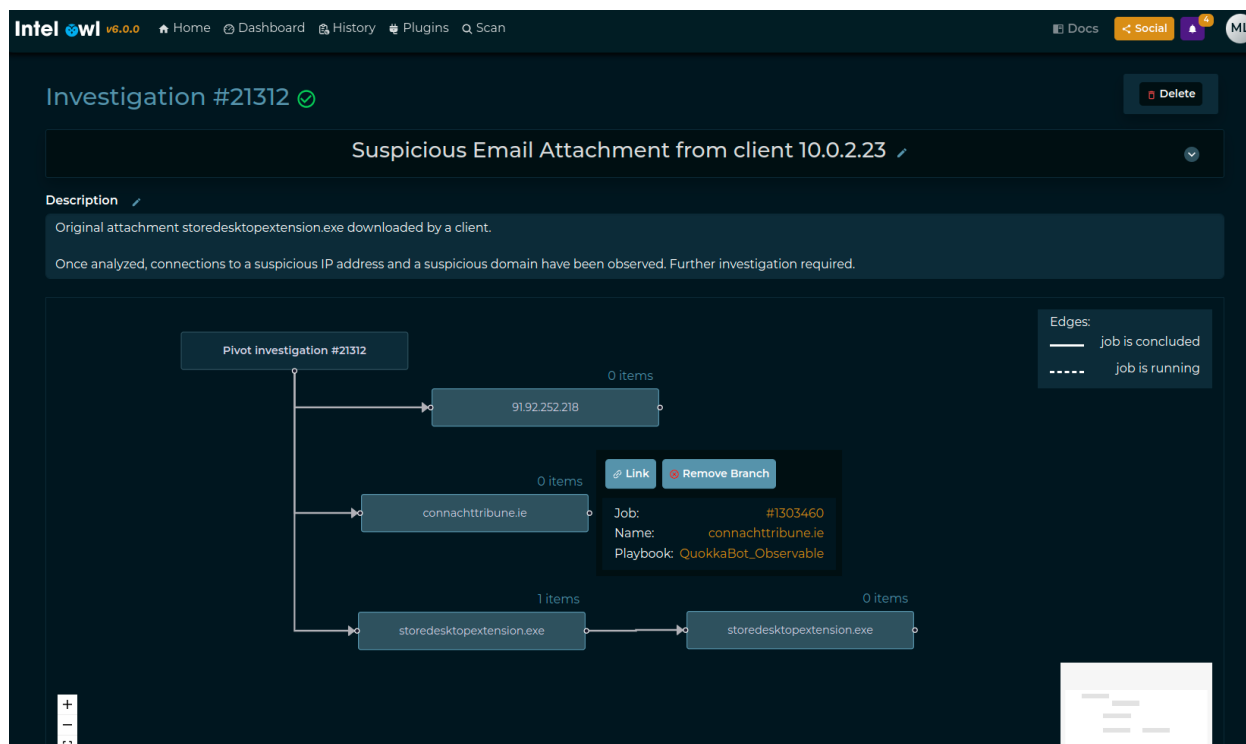 Intel Owl v6.0.0 Home Dashboard History Plugins Scan Docs Social 4 ML
Investigation #21312 Delete
Suspicious Email Attachment from client 10.0.2.23
Description
Original attachment storedesktopextension.exe downloaded by a client.
Once analyzed, connections to a suspicious IP address and a suspicious domain have been observed. Further investigation required.
Edges:
job is concluded
job is running
Pivot investigation #21312
0 items
91.92.252.218
0 items
connachttribune.ie
Link Remove Branch
Job: #1303460
Name: connachttribune.ie
Playbook: QuokkaBot_Observable
1 items
storedesktopextension.exe
0 items
storedesktopextension.exe